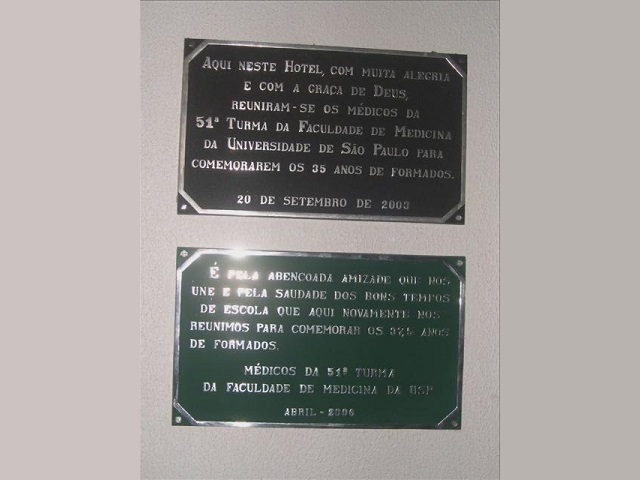 AQUI NESTE HOTEL, COM MUITA ALEGRIA
E COM A GRAÇA DE DEUS,
REUNIRAM-SE OS MÉDICOS DA
51ª TURMA DA FACULDADE DE MEDICINA
DA UNIVERSIDADE DE SÃO PAULO PARA
COMEMORAREM OS 35 ANOS DE FORMADOS.
20 DE SETEMBRO DE 2003
É PELA ABENCOADA AMIZADE QUE NOS
UNE E PELA SAUDADE DOS BONS TEMPOS
DE ESCOLA QUE AQUI NOVAMENTE NOS
REUNIMOS PARA COMEMORAR OS 37,5 ANOS
DE FORMADOS.
MÉDICOS DA 51ª TURMA
DA FACULDADE DE MEDICINA DA USP
ABRIL - 2006